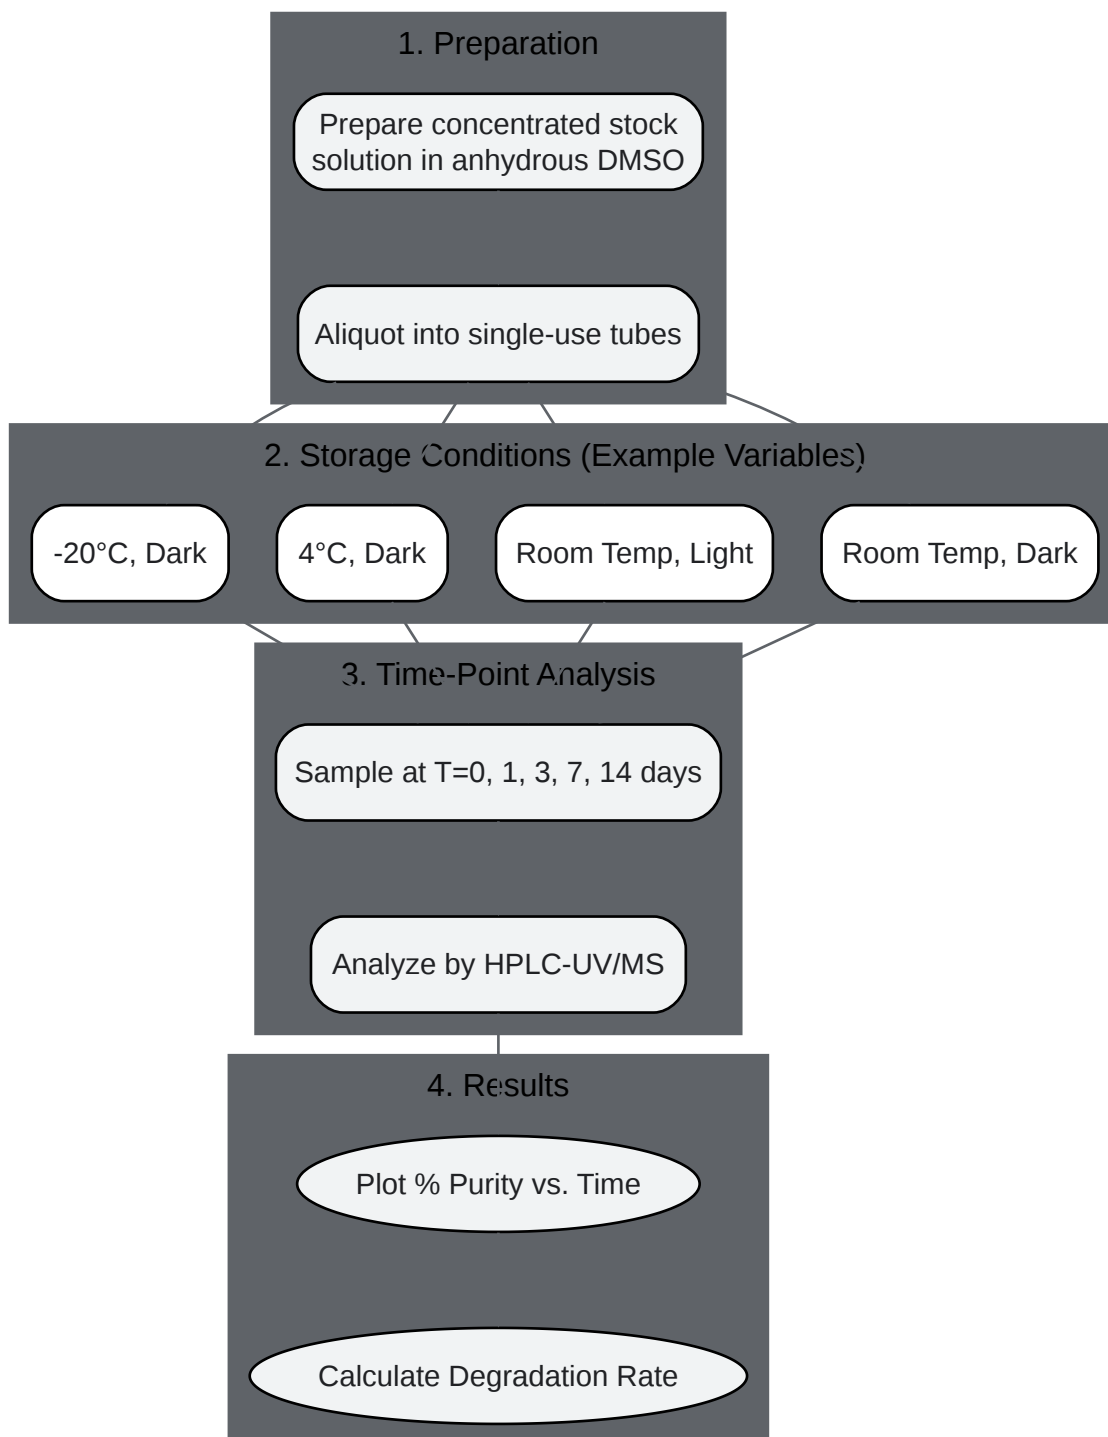 1. Preparation
Prepare concentrated stock
solution in anhydrous DMSO
Aliquot into single-use tubes
2. Storage Conditions (Example Variables)
-20°C, Dark
4°C, Dark
Room Temp, Light
Room Temp, Dark
3. Time-Point Analysis
Sample at T=0, 1, 3, 7, 14 days
Analyze by HPLC-UV/MS
4. Results
Plot % Purity vs. Time
Calculate Degradation Rate